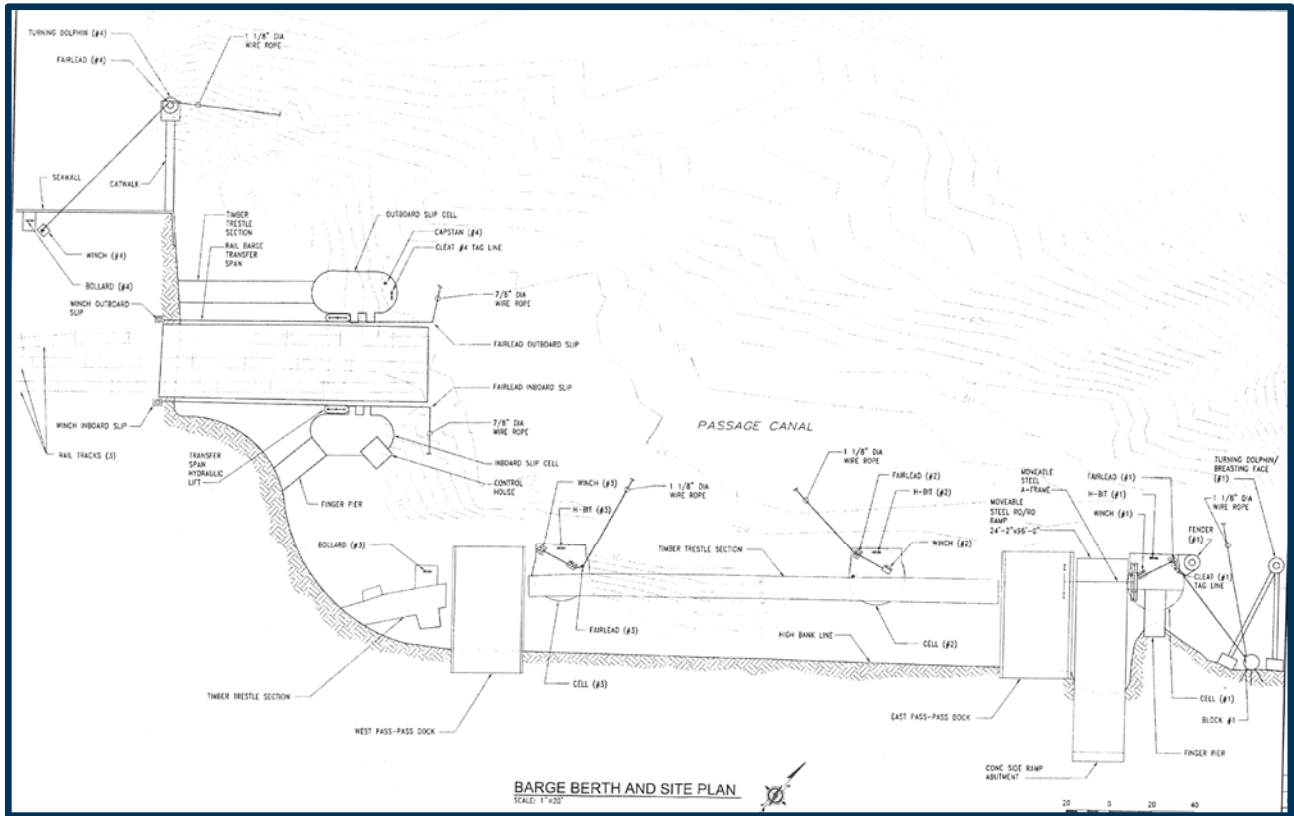 TURNING DOLPHIN (#4)
FAIRLEAD (#4)
1 1/8" DIA
WIRE ROPE
SEAWALL
CATWALK
WINCH (#4)
BOLLARD (#4)
TIMBER
TRESTLE
SECTION
RAIL BARGE
TRANSFER
SPAN
OUTBOARD SLIP CELL
CAPSTAN (#4)
CLEAT #4 TAG LINE
7/8" DIA
WIRE ROPE
WINCH OUTBOARD
SLIP
FAIRLEAD OUTBOARD SLIP
FAIRLEAD INBOARD SLIP
WINCH INBOARD SLIP
RAIL TRACKS (3)
7/8" DIA
WIRE ROPE
TRANSFER
SPAN
HYDRAULIC
LIFT
INBOARD SLIP CELL
CONTROL
HOUSE
FINGER PIER
PASSAGE CANAL
WINCH (#3)
H-BIT (#3)
1 1/8" DIA
WIRE ROPE
1 1/8" DIA
WIRE ROPE
FAIRLEAD (#2)
H-BIT (#2)
WINCH (#2)
MOVEABLE
STEEL
A-FRAME
MOVEABLE
STEEL RO/RO
RAMP
24'-2"x96'-0"
FAIRLEAD (#1)
H-BIT (#1)
WINCH (#1)
TURNING DOLPHIN/
BREASTING FACE
(#1)
1 1/8" DIA
WIRE ROPE
FENDER
(#1)
CLEAT (#1)
TAG LINE
BOLLARD (#3)
TIMBER TRESTLE SECTION
FAIRLEAD (#3)
HIGH BANK LINE
CELL (#2)
CELL (#3)
TIMBER TRESTLE SECTION
WEST PASS-PASS DOCK
EAST PASS-PASS DOCK
CELL (#1)
BLOCK #1
FINGER PIER
CONC SIDE RAMP
ABUTMENT
BARGE BERTH AND SITE PLAN
SCALE: 1"=20'
20 0 20 40